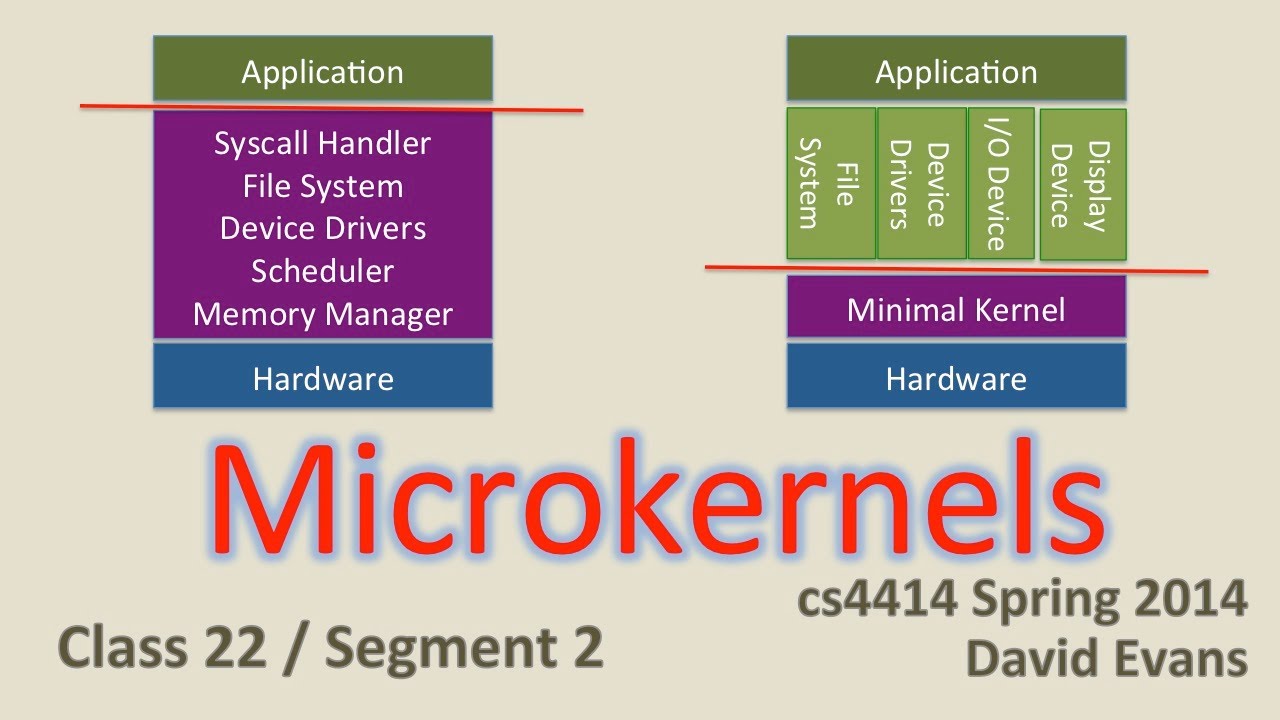 Application
Syscall Handler
File System
Device Drivers
Scheduler
Memory Manager
Hardware
Application
File
System
Device
Drivers
I/O Device
Display
Device
Minimal Kernel
Hardware
Microkernels
Class 22 / Segment 2
cs4414 Spring 2014
David Evans